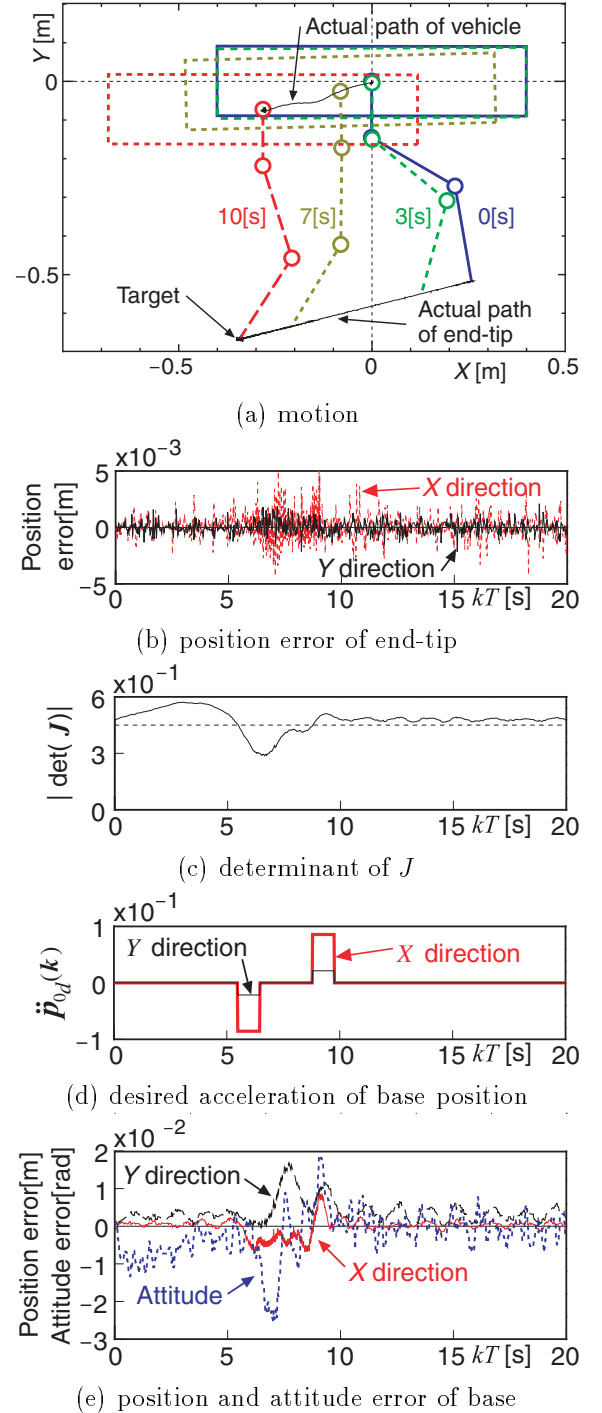 Y [m]
Actual path of vehicle
0
10[s]
7[s]
3[s]
0[s]
−0.5
Target
Actual path
of end-tip
−0.5
0
X [m]
0.5
(a) motion
x10⁻³
Position
error[m]
5
0
−5
X direction
Y direction
0
5
10
15
kT [s]
20
(b) position error of end-tip
x10⁻¹
| det( J )|
6
3
0
0
5
10
15
kT [s]
20
(c) determinant of J
x10⁻¹
p̈₀d(k)
1
0
-1
Y direction
X direction
0
5
10
15
kT [s]
20
(d) desired acceleration of base position
x10⁻²
Position error[m]
Attitude error[rad]
2
1
0
−1
−2
−3
Y direction
X direction
Attitude
0
5
10
15
kT [s]
20
(e) position and attitude error of base